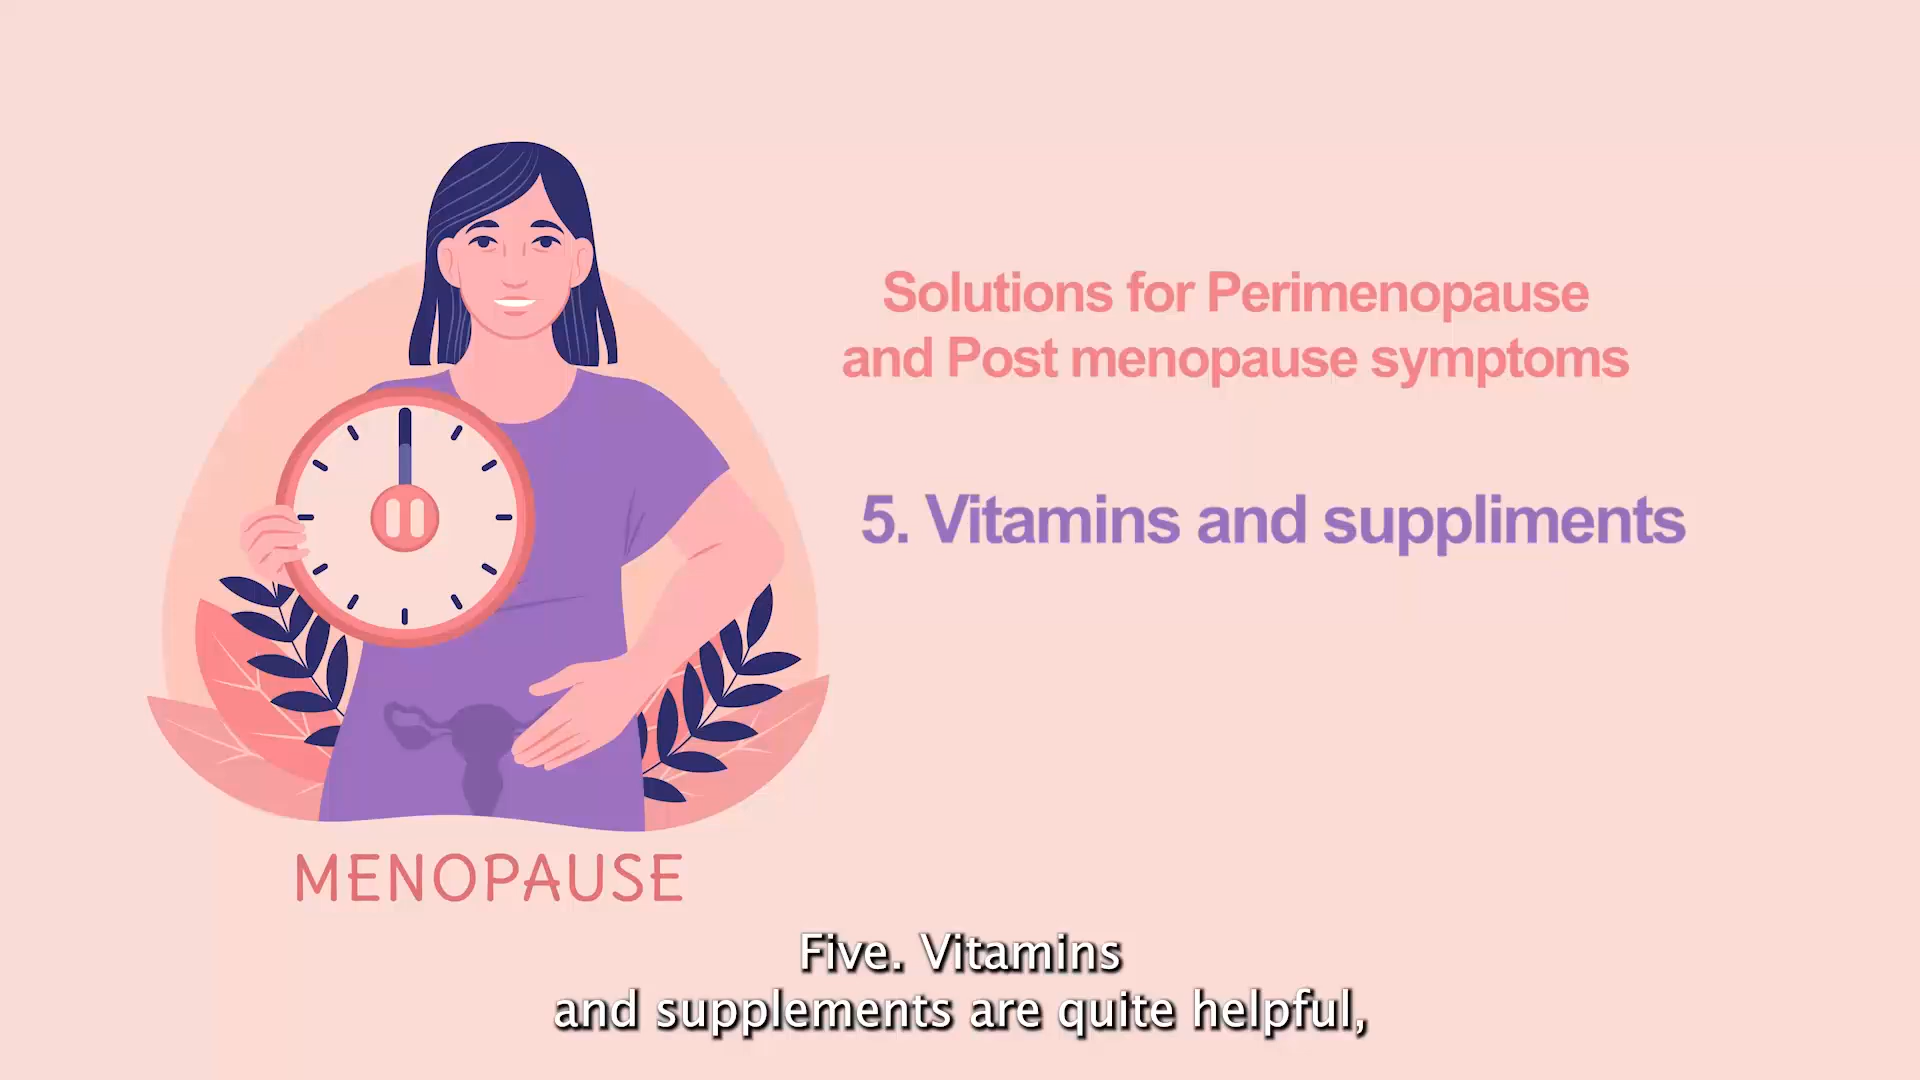 Solutions for Perimenopause
and Post menopause symptoms
5. Vitamins and suppliments
MENOPAUSE
Five. Vitamins
and supplements are quite helpful,